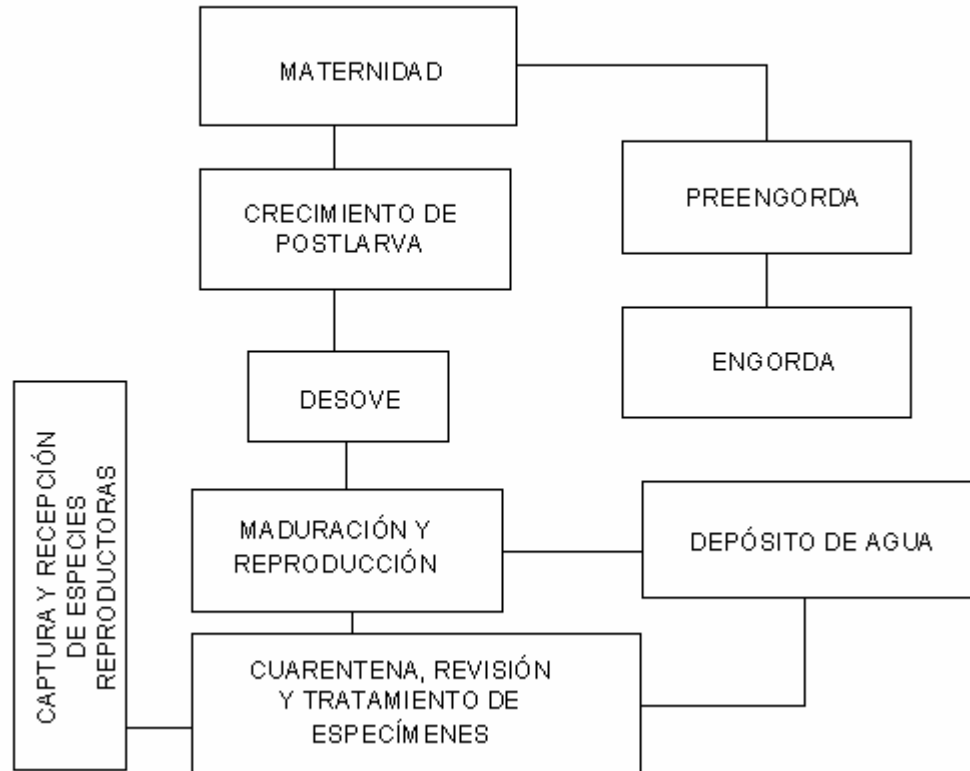 MATERNIDAD
CRECIMIENTO DE
POSTLARVA
PREENGORDA
ENGORDA
DESOVE
CAPTURA Y RECEPCIÓN
DE ESPECIES
REPRODUCTORAS
MADURACIÓN Y
REPRODUCCIÓN
DEPÓSITO DE AGUA
CUARENTENA, REVISIÓN
Y TRATAMIENTO DE
ESPECÍMENES